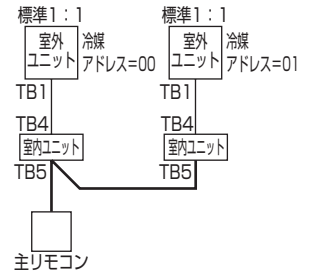 標準1：1
室外
ユニット
冷媒
アドレス=00
TB1
TB4
室内ユニット
TB5
標準1：1
室外
ユニット
冷媒
アドレス=01
TB1
TB4
室内ユニット
TB5
主リモコン